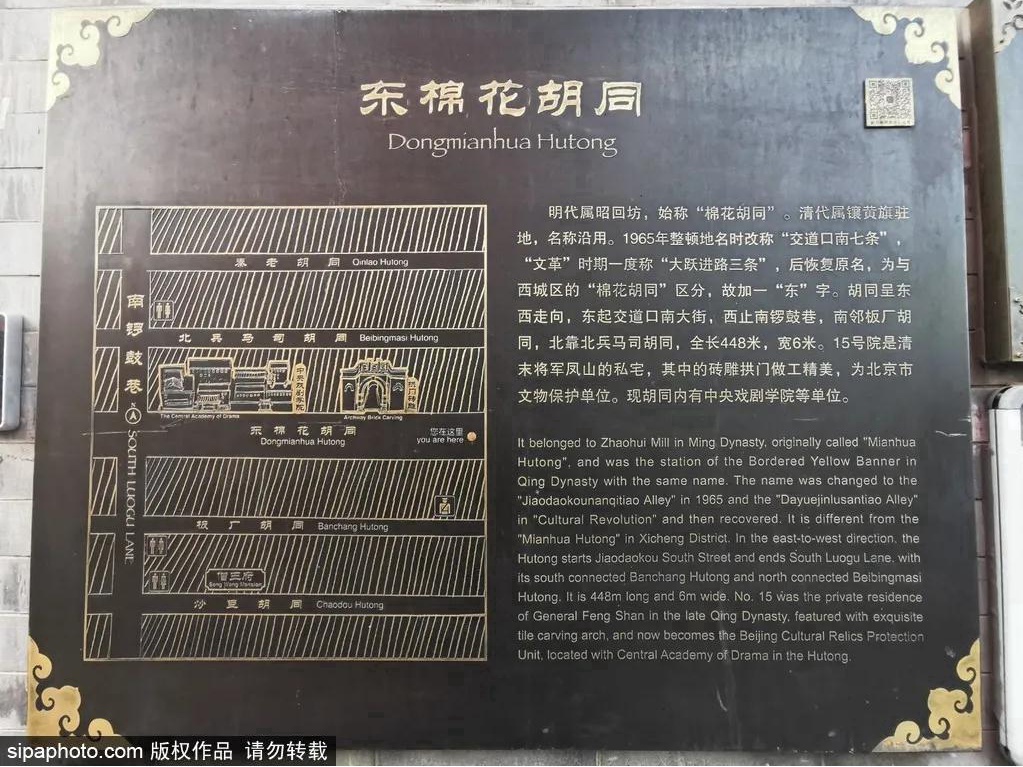 东棉花胡同
Dongmianhua Hutong
秦老胡同 Qinlao Hutong
南锣鼓巷
SOUTH LUOGU LANE
北兵马司胡同 Beibingmasi Hutong
中央戏剧学院
The Central Academy of Drama
拱门砖雕
Archway Brick Carving
东棉花胡同
Dongmianhua Hutong
您在这里
you are here
板厂胡同 Banchang Hutong
僧王府
Seng Wang Mansion
沙豆胡同 Chaodou Hutong
明代属昭回坊，始称“棉花胡同”。清代属镶黄旗驻
地，名称沿用。1965年整顿地名时改称“交道口南七条”，
“文革”时期一度称“大跃进路三条”，后恢复原名，为与
西城区的“棉花胡同”区分，故加一“东”字。胡同呈东
西走向，东起交道口南大街，西止南锣鼓巷，南邻板厂胡
同，北靠北兵马司胡同，全长448米，宽6米。15号院是清
末将军凤山的私宅，其中的砖雕拱门做工精美，为北京市
文物保护单位。现胡同内有中央戏剧学院等单位。
It belonged to Zhaohui Mill in Ming Dynasty, originally called "Mianhua
Hutong", and was the station of the Bordered Yellow Banner in
Qing Dynasty with the same name. The name was changed to the
"Jiaodaokounanqitiao Alley" in 1965 and the "Dayuejinlusantiao Alley"
in "Cultural Revolution" and then recovered. It is different from the
"Mianhua Hutong" in Xicheng District. In the east-to-west direction, the
Hutong starts Jiaodaokou South Street and ends South Luogu Lane, with
its south connected Banchang Hutong and north connected Beibingmasi
Hutong. It is 448m long and 6m wide. No. 15 was the private residence
of General Feng Shan in the late Qing Dynasty, featured with exquisite
tile carving arch, and now becomes the Beijing Cultural Relics Protection
Unit, located with Central Academy of Drama in the Hutong.
sipaphoto.com 版权作品 请勿转载